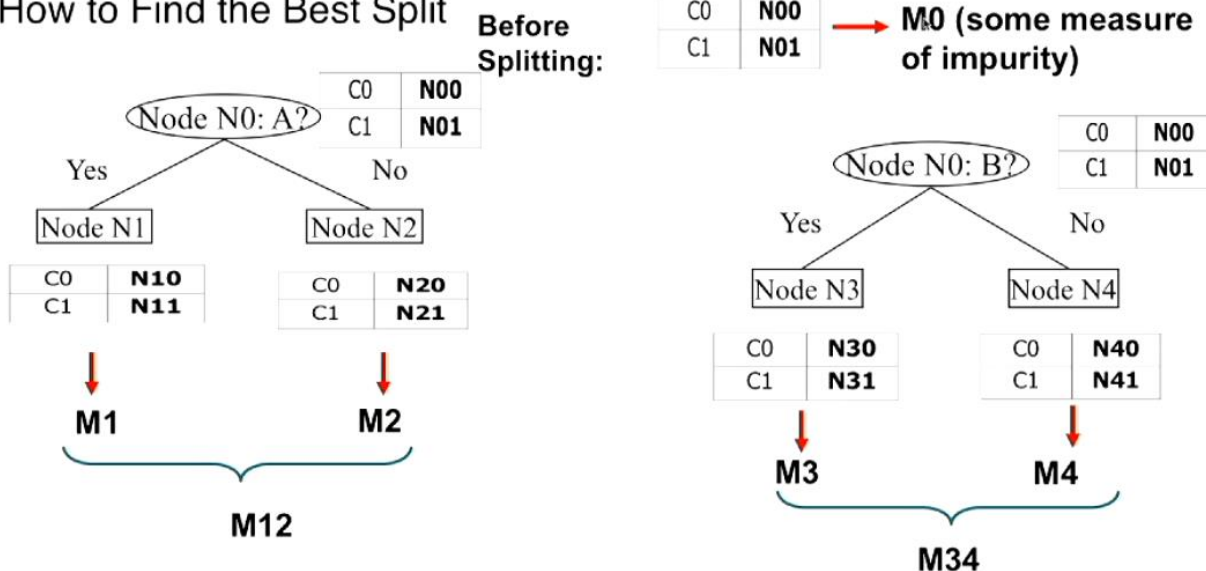 How to Find the Best Split
Before
Splitting:
C0 N00
C1 N01
M0 (some measure
of impurity)
Node N0: A?
C0 N00
C1 N01
Yes
No
Node N1
Node N2
C0 N10
C1 N11
C0 N20
C1 N21
M1
M2
M12
Node N0: B?
C0 N00
C1 N01
Yes
No
Node N3
Node N4
C0 N30
C1 N31
C0 N40
C1 N41
M3
M4
M34